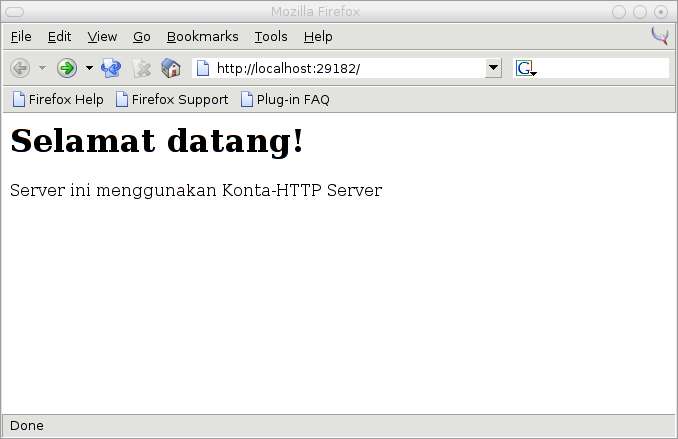 Mozilla Firefox
File Edit View Go Bookmarks Tools Help
http://localhost:29182/ G
Firefox Help Firefox Support Plug-in FAQ
Selamat datang!
Server ini menggunakan Konta-HTTP Server
Done